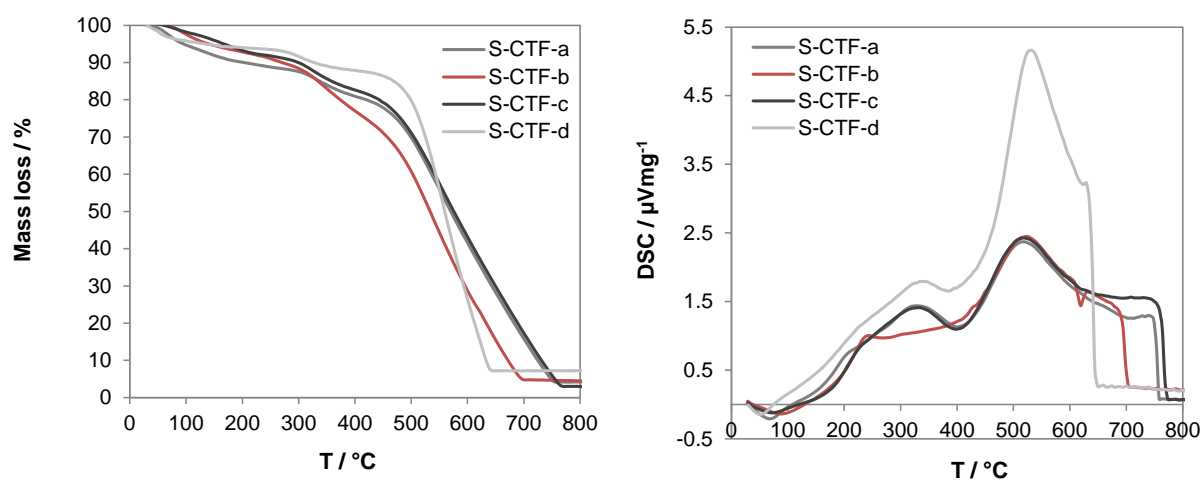 100
90
80
70
60
50
40
30
20
10
0
Mass loss / %
0 100 200 300 400 500 600 700 800
T / °C
S-CTF-a
S-CTF-b
S-CTF-c
S-CTF-d
5.5
4.5
3.5
2.5
1.5
0.5
-0.5
DSC / µVmg⁻¹
0 100 200 300 400 500 600 700 800
T / °C
S-CTF-a
S-CTF-b
S-CTF-c
S-CTF-d